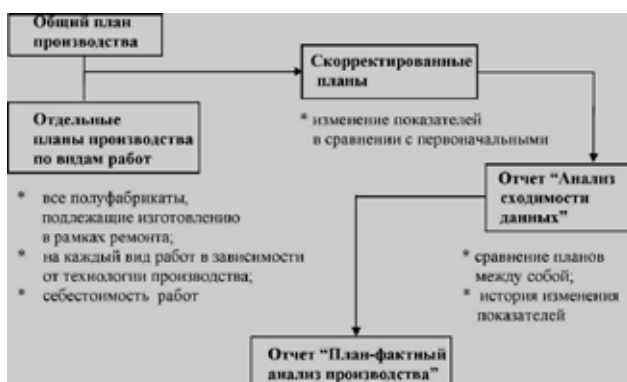 Общий план
производства
Скорректированные
планы
* изменение показателей
в сравнении с первоначальными
Отдельные
планы производства
по видам работ
* все полуфабрикаты,
подлежащие изготовлению
в рамках ремонта;
* на каждый вид работ в зависимости
от технологии производства;
* себестоимость работ
Отчет “Анализ
сходимости
данных”
* сравнение планов
между собой;
* история изменения
показателей
Отчет “План-фактный
анализ производства”